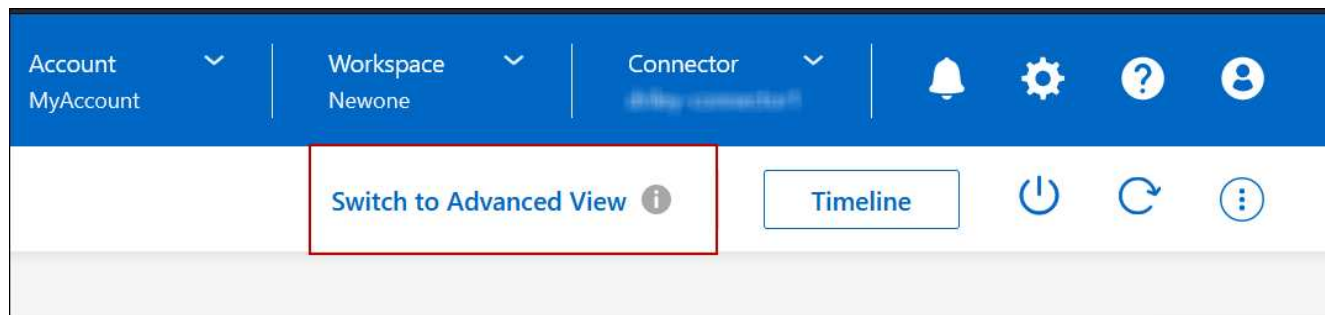 Account
MyAccount
Workspace
Newone
Connector
Switch to Advanced View
Timeline